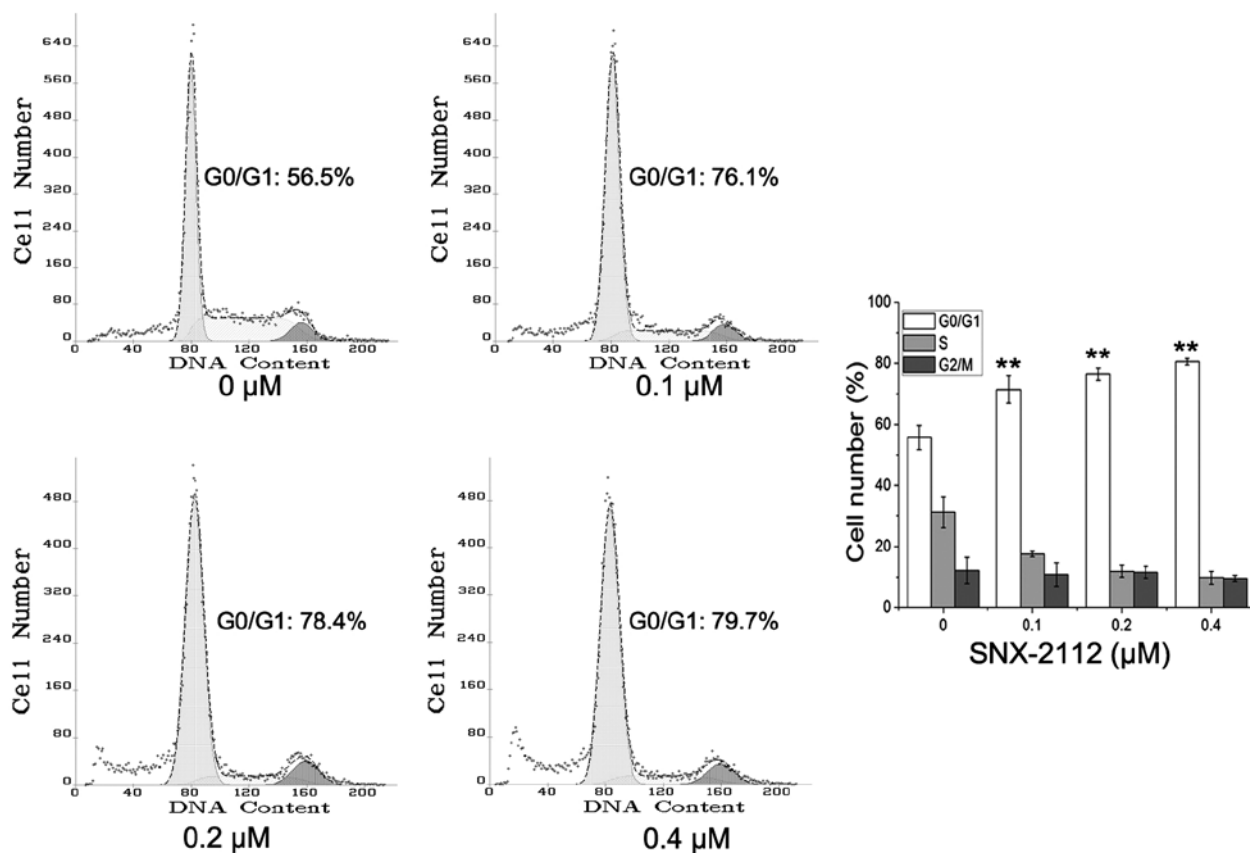 640
560
480
400
320
240
160
80
0
Cell Number
G0/G1: 56.5%
0 40 80 120 160 200
DNA Content
0 µM
640
560
480
400
320
240
160
80
0
Cell Number
G0/G1: 76.1%
0 40 80 120 160 200
DNA Content
0.1 µM
480
400
320
240
160
80
0
Cell Number
G0/G1: 78.4%
0 40 80 120 160 200
DNA Content
0.2 µM
480
400
320
240
160
80
0
Cell Number
G0/G1: 79.7%
0 40 80 120 160 200
DNA Content
0.4 µM
100
80
60
40
20
0
Cell number (%)
G0/G1
S
G2/M
** ** **
0 0.1 0.2 0.4
SNX-2112 (µM)